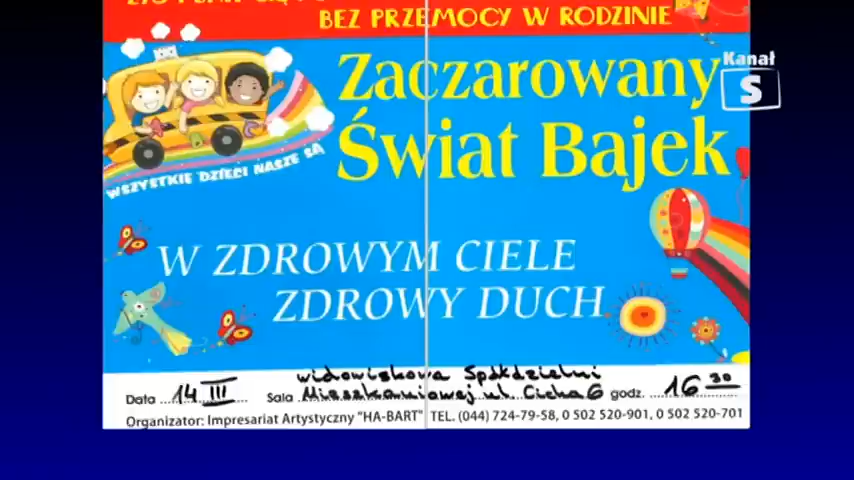 BEZ PRZEMOCY W RODZINIE
Kanał
S
Zaczarowany
Świat Bajek
WSZYSTKIE DZIECI NASZE SĄ
W ZDROWYM CIELE
ZDROWY DUCH
Data 14 III Sala widowiskowa Spółdzielni Mieszkaniowej ul. Cicha 6 godz. 16 30
Organizator: Impresariat Artystyczny "HA-BART" TEL. (044) 724-79-58, 0 502 520-901, 0 502 520-701